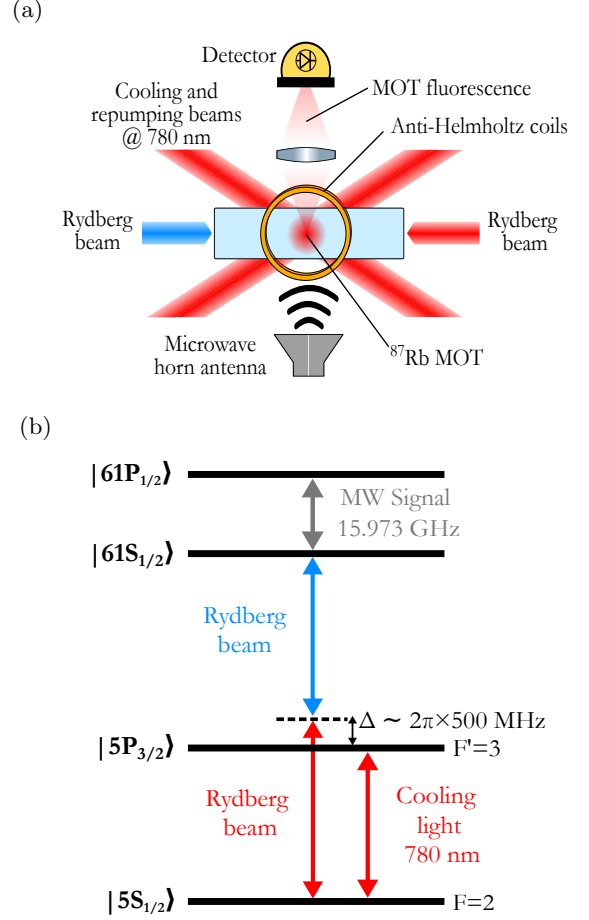 (a)
Detector
Cooling and
repumping beams
@ 780 nm
MOT fluorescence
Anti-Helmholtz coils
Rydberg
beam
Rydberg
beam
Microwave
horn antenna
⁸⁷Rb MOT
(b)
|61P₁/₂⟩
MW Signal
15.973 GHz
|61S₁/₂⟩
Rydberg
beam
Δ ~ 2π×500 MHz
|5P₃/₂⟩
F'=3
Rydberg
beam
Cooling
light
780 nm
|5S₁/₂⟩
F=2